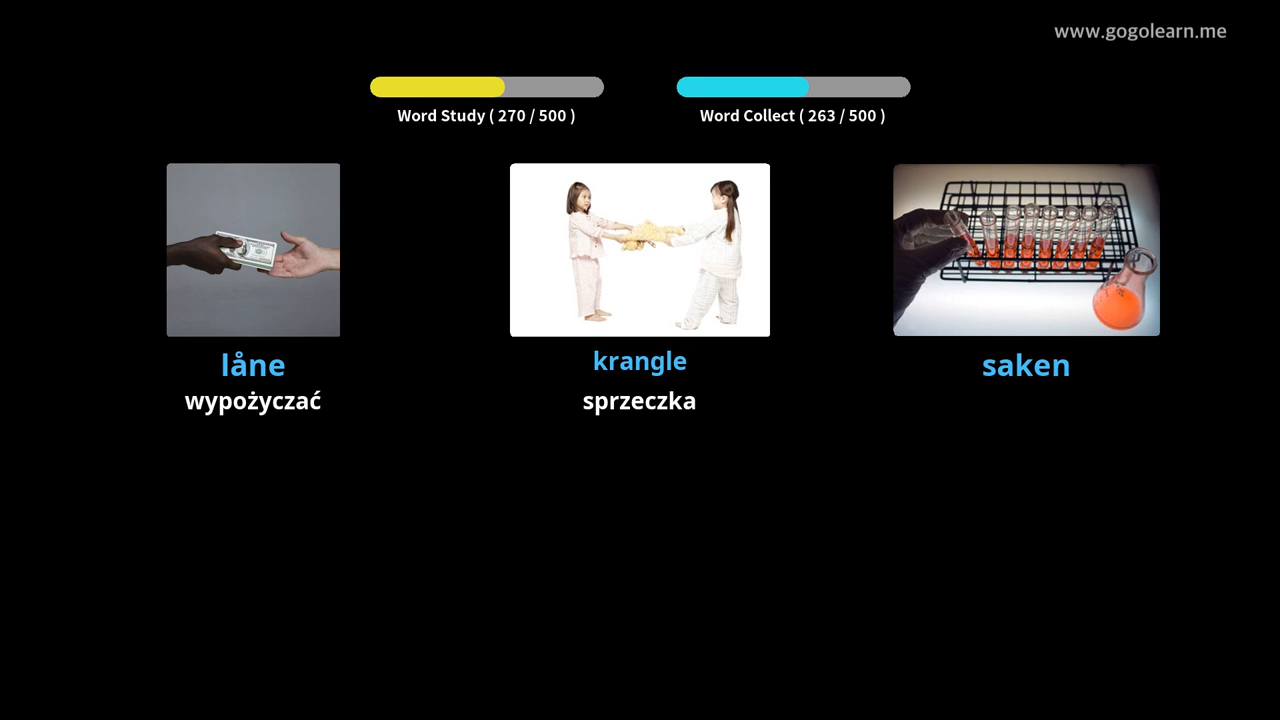 www.gogolearn.me
Word Study ( 270 / 500 )
Word Collect ( 263 / 500 )
låne
wypożyczać
krangle
sprzeczka
saken